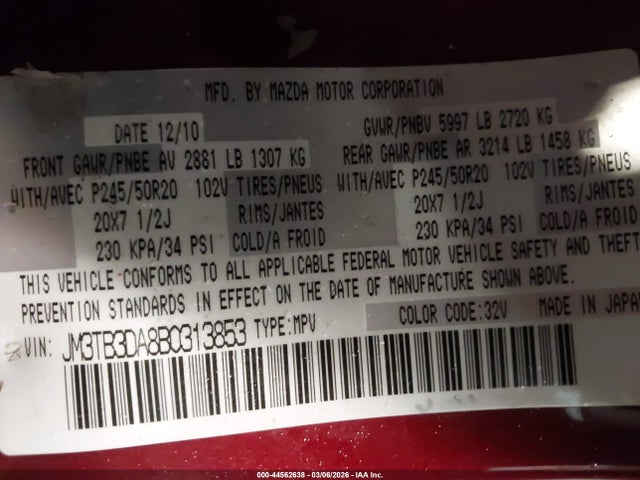 MFD. BY MAZDA MOTOR CORPORATION
DATE 12/10
GVWR/PNBV 5997 LB 2720 KG
FRONT GAWR/PNBE AV 2881 LB 1307 KG
REAR GAWR/PNBE AR 3214 LB 1458 KG
WITH/AVEC P245/50R20 102V TIRES/PNEUS
WITH/AVEC P245/50R20 102V TIRES/PNEUS
20X7 1/2J RIMS/JANTES
20X7 1/2J RIMS/JANTES
230 KPA/34 PSI COLD/A FROID
230 KPA/34 PSI COLD/A FROID
THIS VEHICLE CONFORMS TO ALL APPLICABLE FEDERAL MOTOR VEHICLE SAFETY AND THEFT
PREVENTION STANDARDS IN EFFECT ON THE DATE OF MANUFACTURE SHOWN ABOVE.
COLOR CODE:32V MADE IN JAPAN
VIN: JM3TB3DA8B0313853 TYPE:MPV
000-44562638 - 03/06/2026 - IAA Inc.